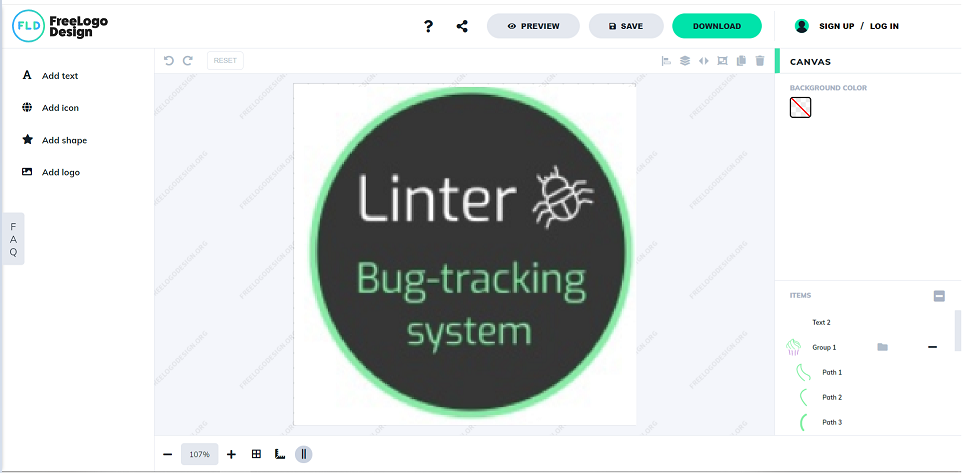 FLD FreeLogo
Design
? PREVIEW SAVE DOWNLOAD SIGN UP / LOG IN
A Add text
Add icon
Add shape
Add logo
F
A
Q
RESET
FREELOGODESIGN.ORG
Linter
Bug-tracking
system
CANVAS
BACKGROUND COLOR
ITEMS
Text 2
Group 1
Path 1
Path 2
Path 3
107%